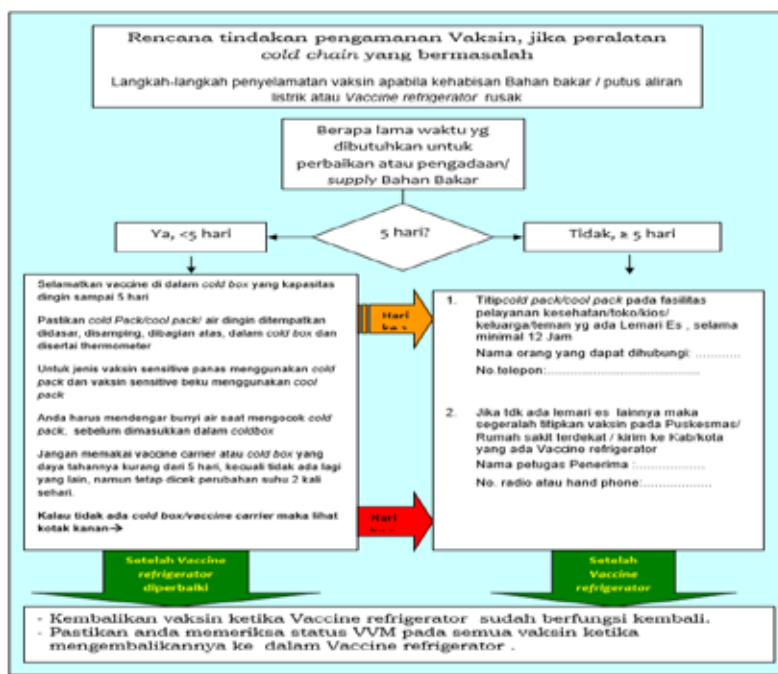 Rencana tindakan pengamanan Vaksin, jika peralatan
cold chain yang bermasalah
Langkah-langkah penyelamatan vaksin apabila kehabisan Bahan bakar / putus aliran
listrik atau Vaccine refrigerator rusak
Berapa lama waktu yg
dibutuhkan untuk
perbaikan atau pengadaan/
supply Bahan Bakar
Ya, <5 hari
5 hari?
Tidak, ≥ 5 hari
Selamatkan vaccine di dalam cold box yang kapasitas
dingin sampai 5 hari
Pastikan cold Pack/cool pack/ air dingin ditempatkan
didasar, disamping, dibagian atas, dalam cold box dan
disertai thermometer
Untuk jenis vaksin sensitive panas menggunakan cold
pack dan vaksin sensitive beku menggunakan cool
pack
Anda harus mendengar bunyi air saat mengocok cold
pack, sebelum dimasukkan dalam coldbox
Jangan memakai vaccine carrier atau cold box yang
daya tahannya kurang dari 5 hari, kecuali tidak ada lagi
yang lain, namun tetap dicek perubahan suhu 2 kali
sehari.
Kalau tidak ada cold box/vaccine carrier maka lihat
kotak kanan→
Hari
Hari
1. Titipcold pack/cool pack pada fasilitas
pelayanan kesehatan/toko/kios/
keluarga/teman yg ada Lemari Es , selama
minimal 12 Jam
Nama orang yang dapat dihubungi: ............
No.telepon:......................................
2. Jika tdk ada lemari es lainnya maka
segeralah titipkan vaksin pada Puskesmas/
Rumah sakit terdekat / kirim ke Kab/kota
yang ada Vaccine refrigerator
Nama petugas Penerima :.................
No. radio atau hand phone:..................
Setelah Vaccine
refrigerator
diperbaiki
Setelah
Vaccine
refrigerator
- Kembalikan vaksin ketika Vaccine refrigerator sudah berfungsi kembali.
- Pastikan anda memeriksa status VVM pada semua vaksin ketika
mengembalikannya ke dalam Vaccine refrigerator .